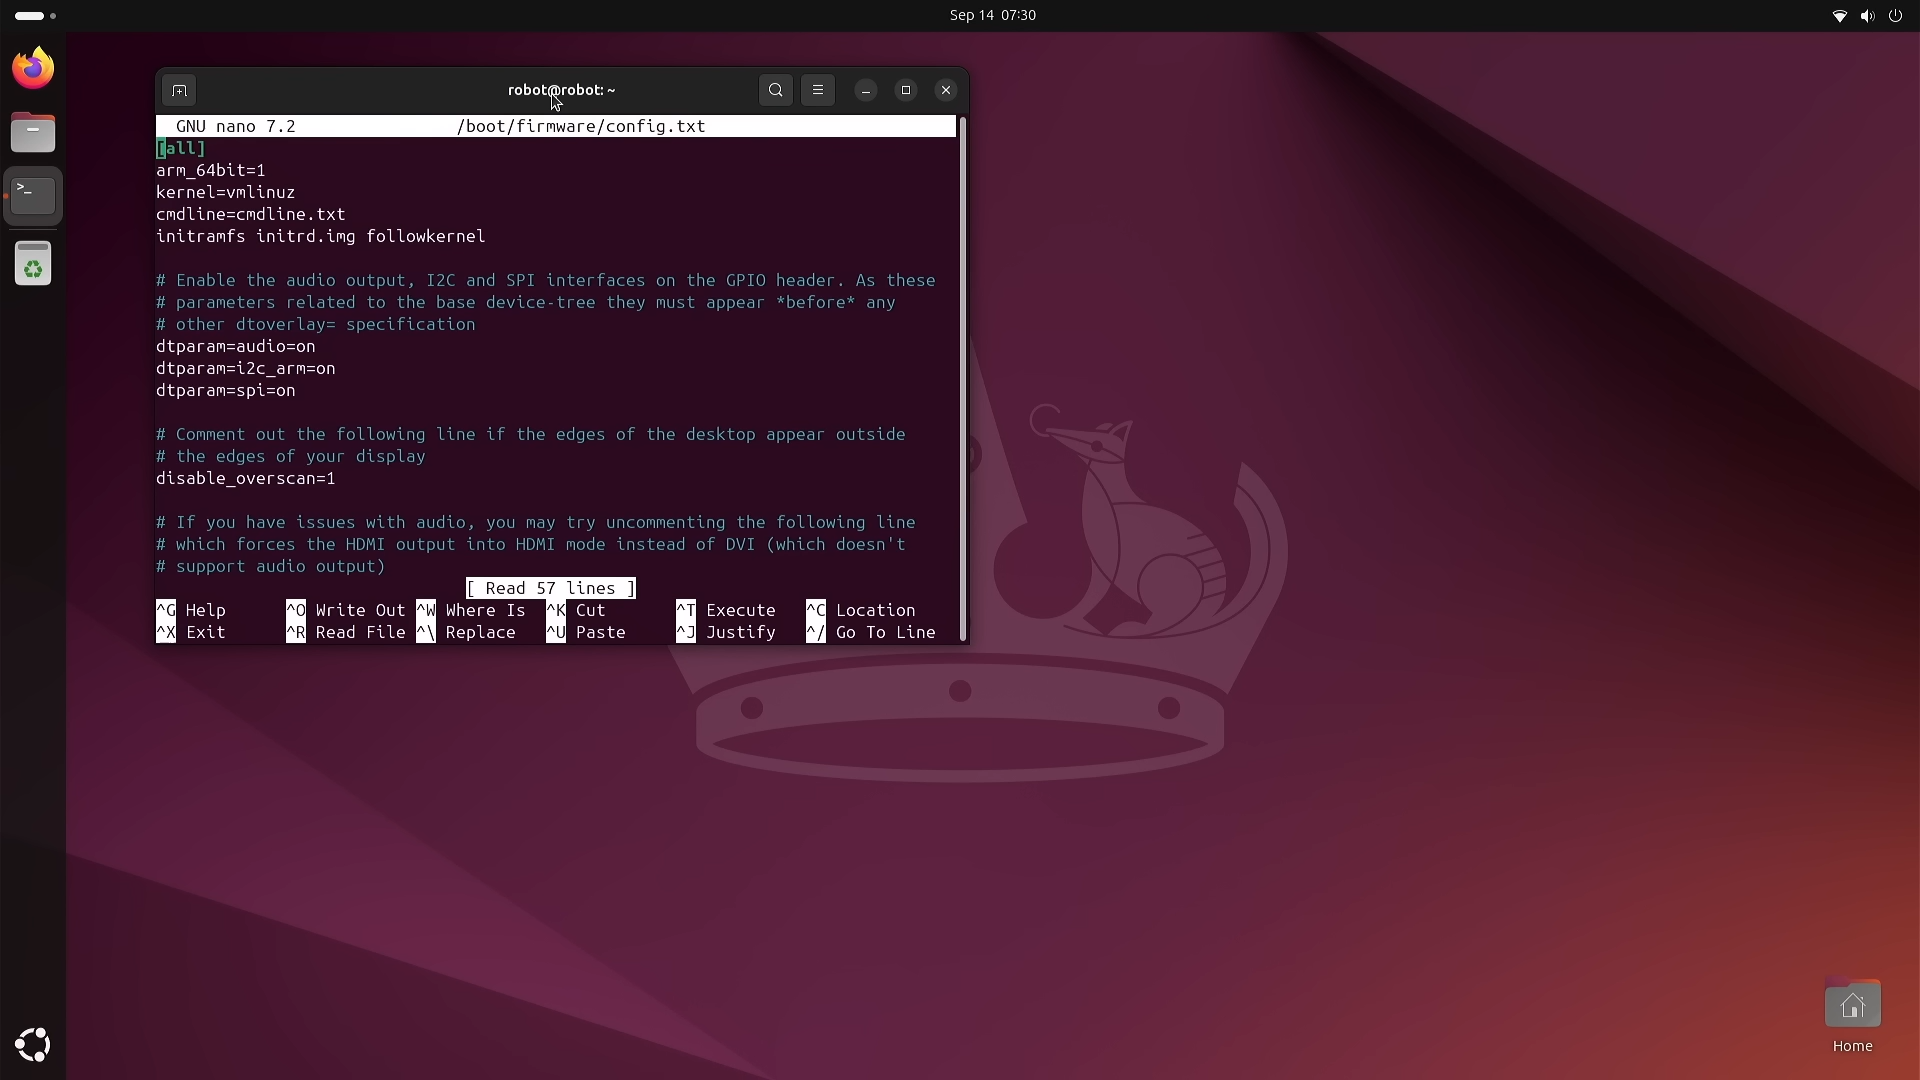 Sep 14 07:30
robot@robot: ~
GNU nano 7.2 /boot/firmware/config.txt
[all]
arm_64bit=1
kernel=vmlinuz
cmdline=cmdline.txt
initramfs initrd.img followkernel
# Enable the audio output, I2C and SPI interfaces on the GPIO header. As these
# parameters related to the base device-tree they must appear *before* any
# other dtoverlay= specification
dtparam=audio=on
dtparam=i2c_arm=on
dtparam=spi=on
# Comment out the following line if the edges of the desktop appear outside
# the edges of your display
disable_overscan=1
# If you have issues with audio, you may try uncommenting the following line
# which forces the HDMI output into HDMI mode instead of DVI (which doesn't
# support audio output)
[ Read 57 lines ]
^G Help ^O Write Out ^W Where Is ^K Cut ^T Execute ^C Location
^X Exit ^R Read File ^\ Replace ^U Paste ^J Justify ^/ Go To Line
Home